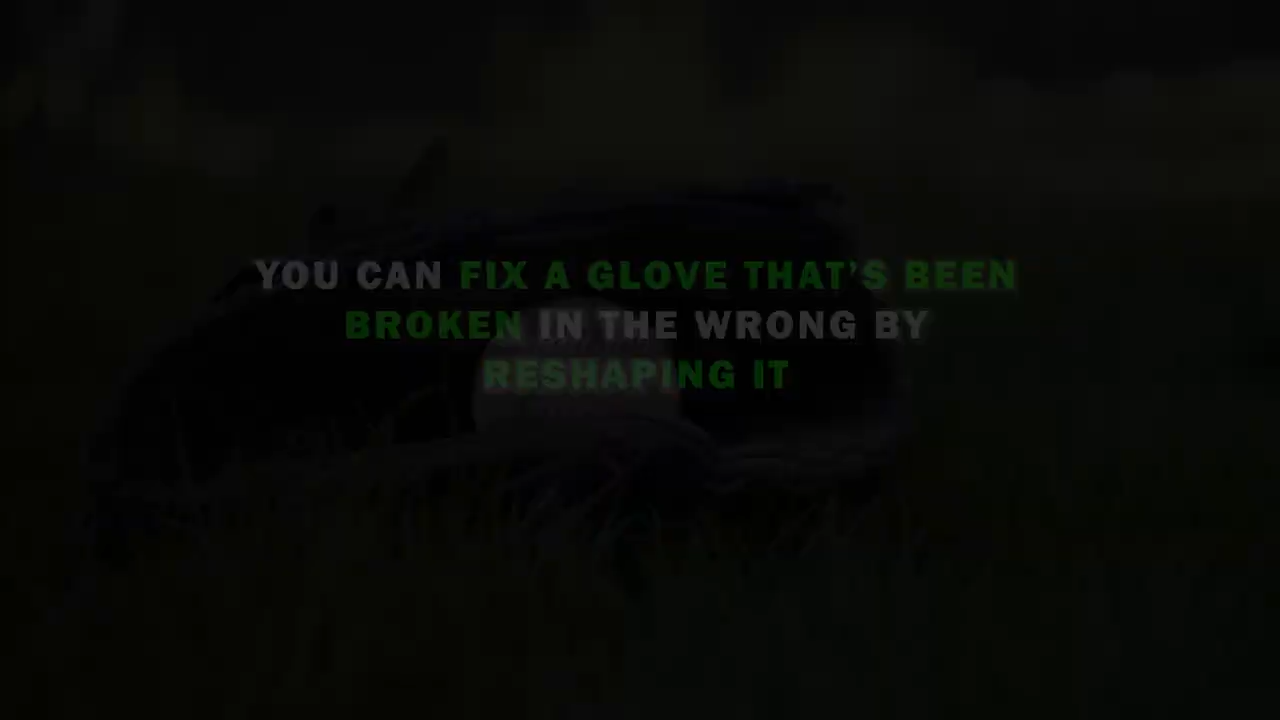 YOU CAN FIX A GLOVE THAT'S BEEN
BROKEN IN THE WRONG BY
RESHAPING IT